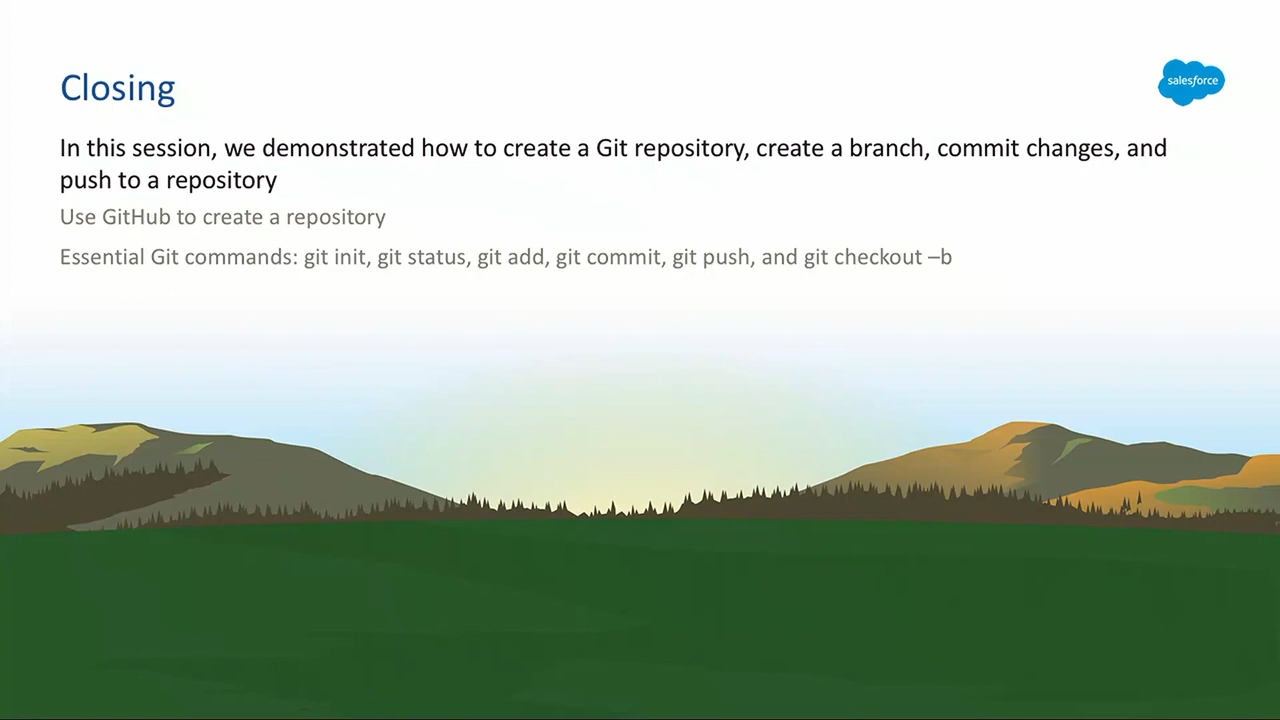 Closing
salesforce
In this session, we demonstrated how to create a Git repository, create a branch, commit changes, and
push to a repository
Use GitHub to create a repository
Essential Git commands: git init, git status, git add, git commit, git push, and git checkout –b